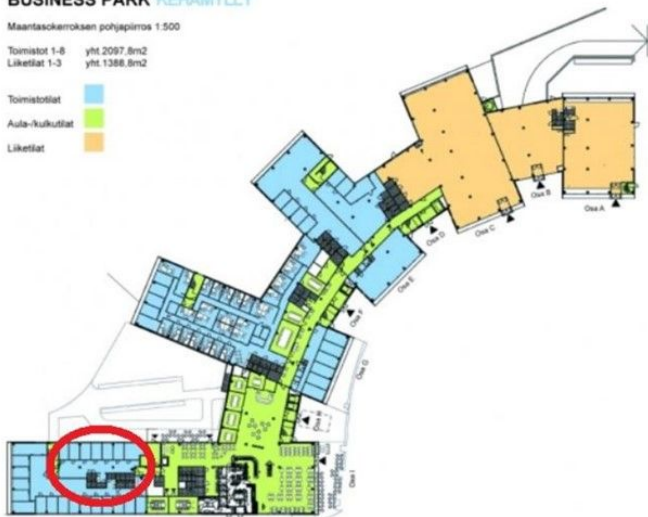 BUSINESS PARK KERAMYLLY
Maantasokerroksen pohjapiirros 1:500
Toimistot 1-8 yht.2097,8m2
Liiketilat 1-3 yht.1388,8m2
Toimistotilat
Aula-/kulkutilat
Liiketilat
Osa A
Osa B
Osa C
Osa D
Osa E
Osa F
Osa G
Osa H
Osa I